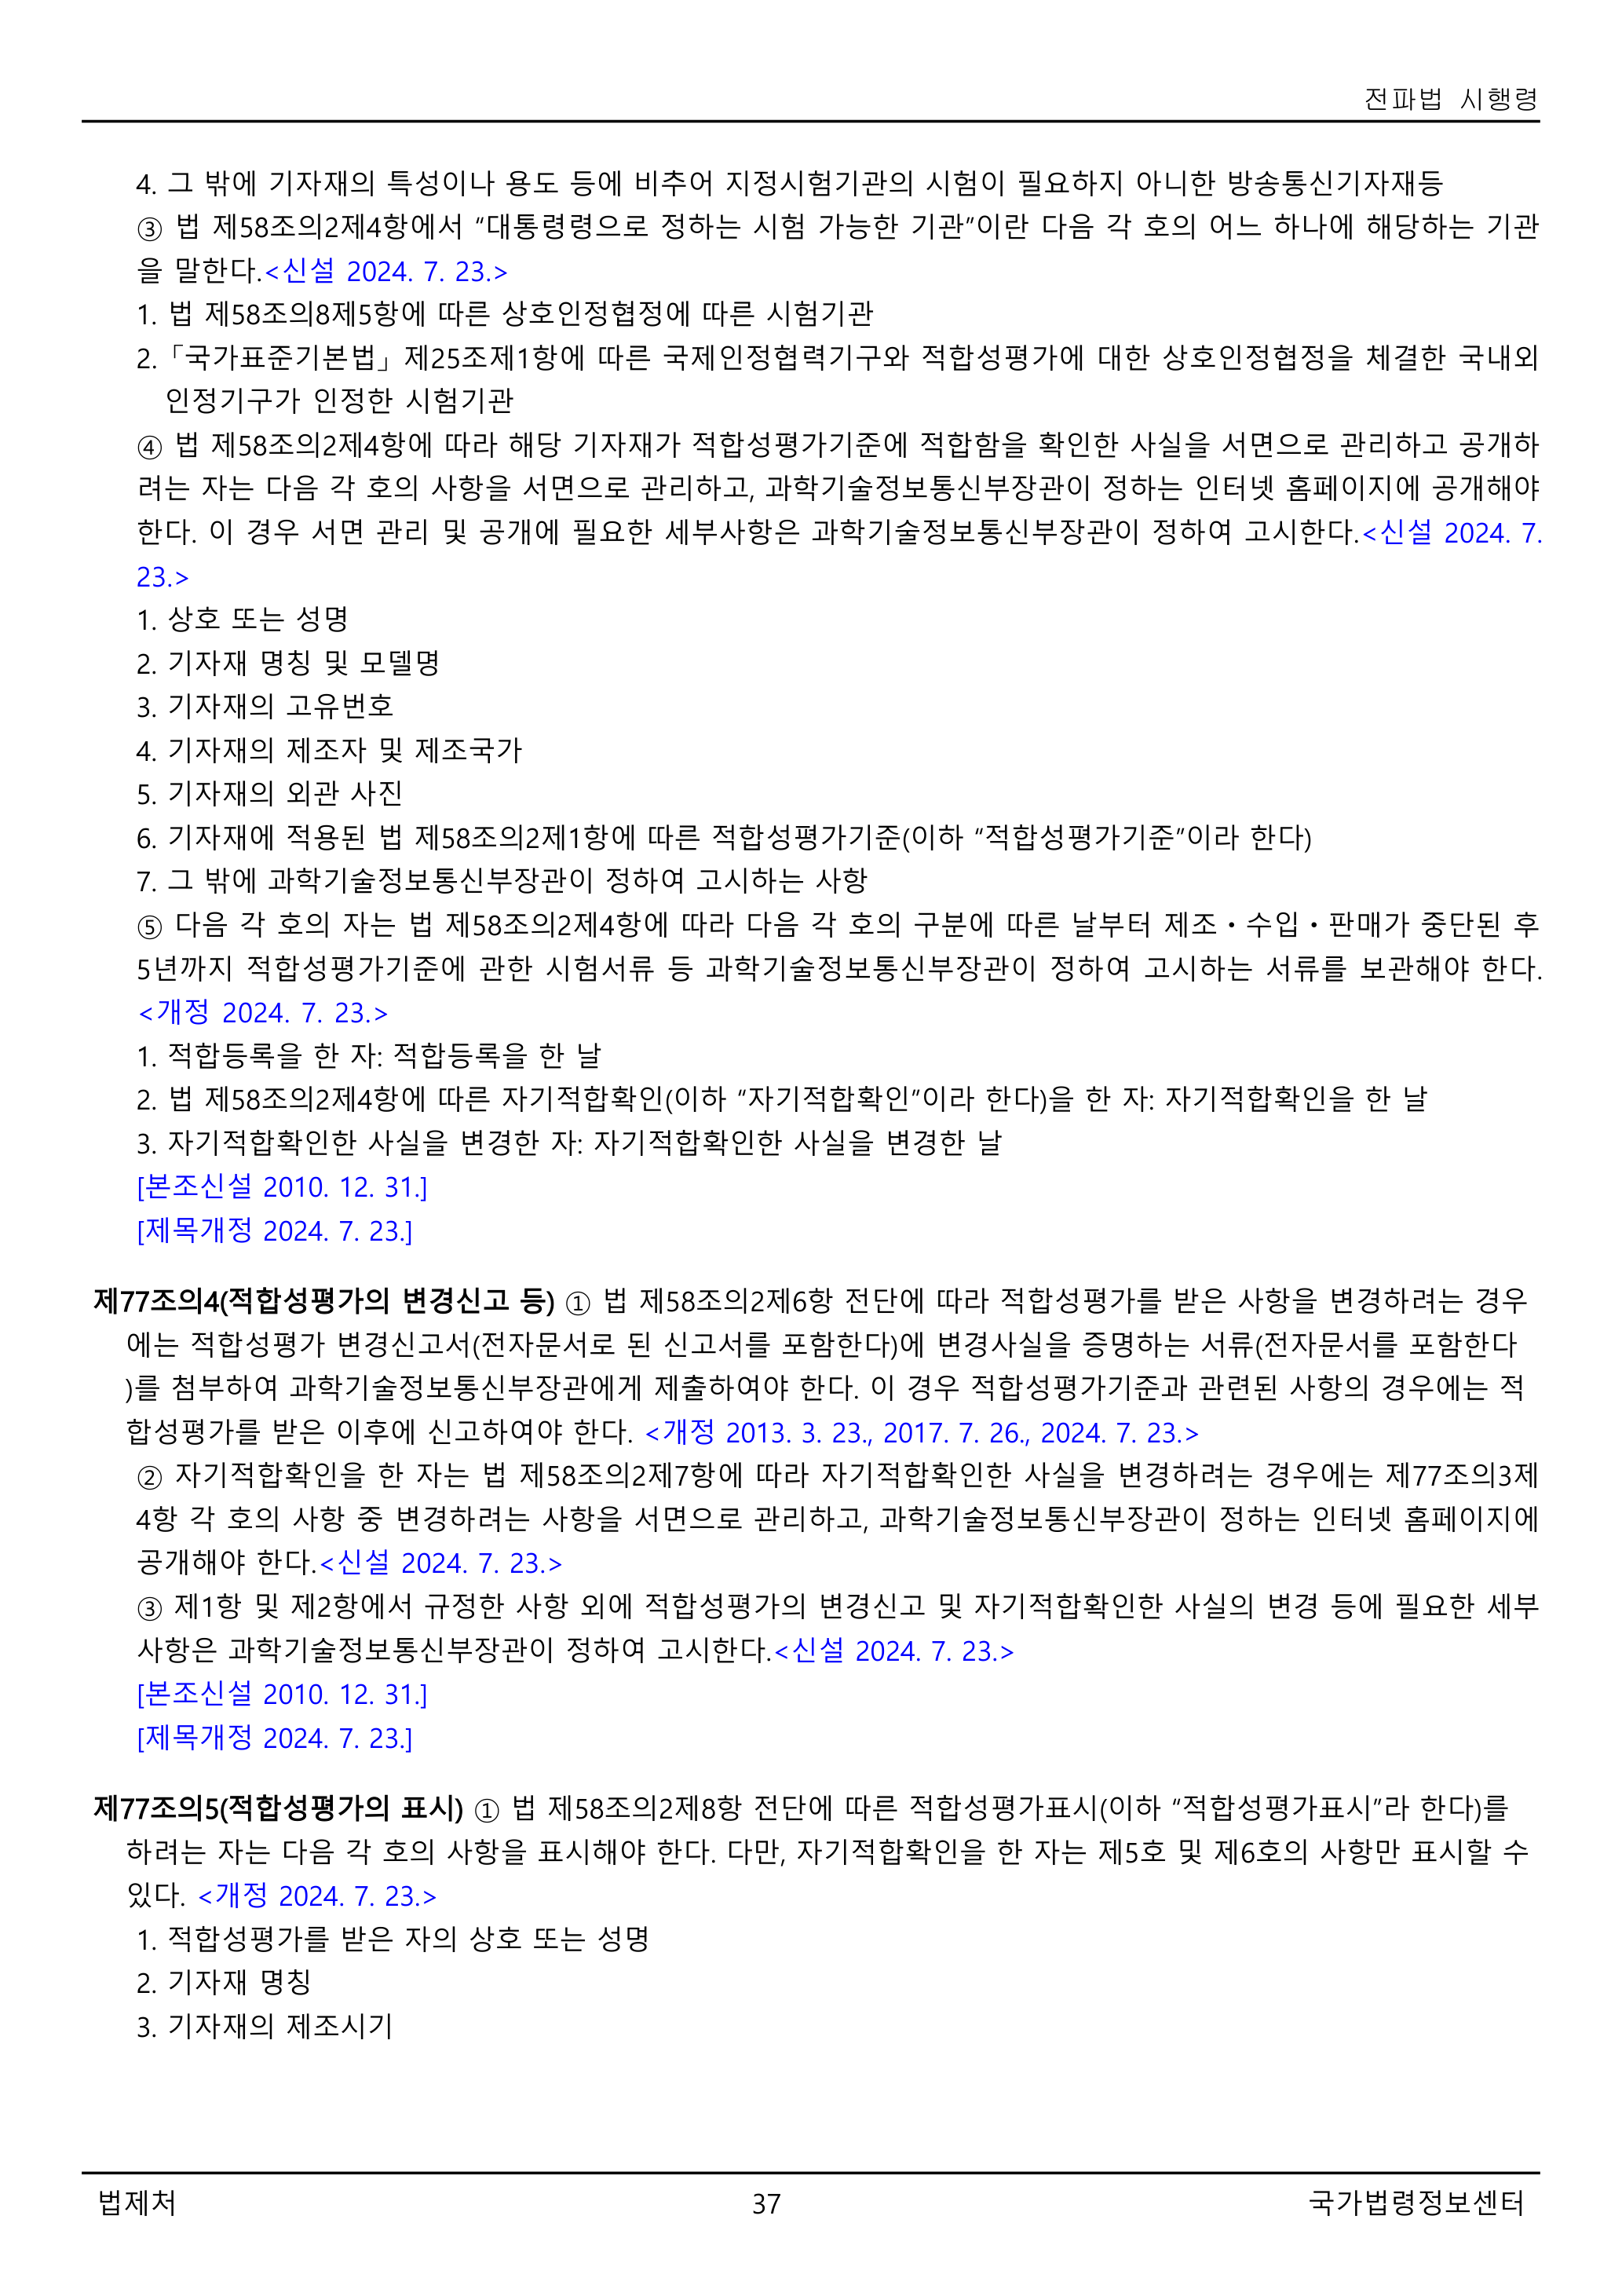 전파법 시행령
4. 그 밖에 기자재의 특성이나 용도 등에 비추어 지정시험기관의 시험이 필요하지 아니한 방송통신기자재등
③ 법 제58조의2제4항에서 “대통령령으로 정하는 시험 가능한 기관”이란 다음 각 호의 어느 하나에 해당하는 기관
을 말한다.<신설 2024. 7. 23.>
1. 법 제58조의8제5항에 따른 상호인정협정에 따른 시험기관
2.「국가표준기본법」제25조제1항에 따른 국제인정협력기구와 적합성평가에 대한 상호인정협정을 체결한 국내외
인정기구가 인정한 시험기관
④ 법 제58조의2제4항에 따라 해당 기자재가 적합성평가기준에 적합함을 확인한 사실을 서면으로 관리하고 공개하
려는 자는 다음 각 호의 사항을 서면으로 관리하고, 과학기술정보통신부장관이 정하는 인터넷 홈페이지에 공개해야
한다. 이 경우 서면 관리 및 공개에 필요한 세부사항은 과학기술정보통신부장관이 정하여 고시한다.<신설 2024. 7.
23.>
1. 상호 또는 성명
2. 기자재 명칭 및 모델명
3. 기자재의 고유번호
4. 기자재의 제조자 및 제조국가
5. 기자재의 외관 사진
6. 기자재에 적용된 법 제58조의2제1항에 따른 적합성평가기준(이하 “적합성평가기준”이라 한다)
7. 그 밖에 과학기술정보통신부장관이 정하여 고시하는 사항
⑤ 다음 각 호의 자는 법 제58조의2제4항에 따라 다음 각 호의 구분에 따른 날부터 제조ㆍ수입ㆍ판매가 중단된 후
5년까지 적합성평가기준에 관한 시험서류 등 과학기술정보통신부장관이 정하여 고시하는 서류를 보관해야 한다.
<개정 2024. 7. 23.>
1. 적합등록을 한 자: 적합등록을 한 날
2. 법 제58조의2제4항에 따른 자기적합확인(이하 “자기적합확인”이라 한다)을 한 자: 자기적합확인을 한 날
3. 자기적합확인한 사실을 변경한 자: 자기적합확인한 사실을 변경한 날
[본조신설 2010. 12. 31.]
[제목개정 2024. 7. 23.]
제77조의4(적합성평가의 변경신고 등) ① 법 제58조의2제6항 전단에 따라 적합성평가를 받은 사항을 변경하려는 경우
에는 적합성평가 변경신고서(전자문서로 된 신고서를 포함한다)에 변경사실을 증명하는 서류(전자문서를 포함한다
)를 첨부하여 과학기술정보통신부장관에게 제출하여야 한다. 이 경우 적합성평가기준과 관련된 사항의 경우에는 적
합성평가를 받은 이후에 신고하여야 한다. <개정 2013. 3. 23., 2017. 7. 26., 2024. 7. 23.>
② 자기적합확인을 한 자는 법 제58조의2제7항에 따라 자기적합확인한 사실을 변경하려는 경우에는 제77조의3제
4항 각 호의 사항 중 변경하려는 사항을 서면으로 관리하고, 과학기술정보통신부장관이 정하는 인터넷 홈페이지에
공개해야 한다.<신설 2024. 7. 23.>
③ 제1항 및 제2항에서 규정한 사항 외에 적합성평가의 변경신고 및 자기적합확인한 사실의 변경 등에 필요한 세부
사항은 과학기술정보통신부장관이 정하여 고시한다.<신설 2024. 7. 23.>
[본조신설 2010. 12. 31.]
[제목개정 2024. 7. 23.]
제77조의5(적합성평가의 표시) ① 법 제58조의2제8항 전단에 따른 적합성평가표시(이하 “적합성평가표시”라 한다)를
하려는 자는 다음 각 호의 사항을 표시해야 한다. 다만, 자기적합확인을 한 자는 제5호 및 제6호의 사항만 표시할 수
있다. <개정 2024. 7. 23.>
1. 적합성평가를 받은 자의 상호 또는 성명
2. 기자재 명칭
3. 기자재의 제조시기
법제처
37
국가법령정보센터